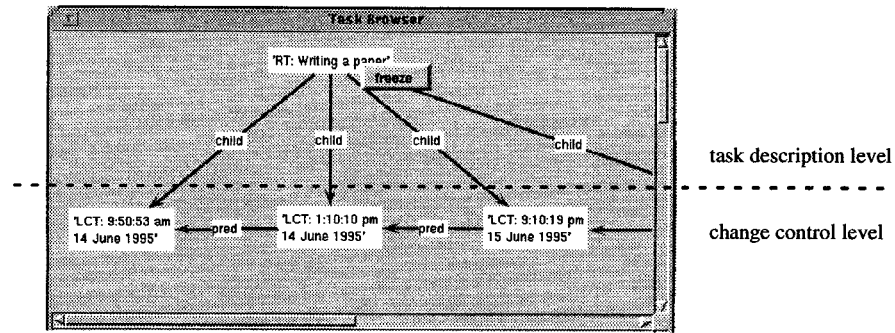 Task Browser
'RT: Writing a paper'
freeze
child
child
child
child
task description level
'LCT: 9:50:53 am
14 June 1995'
pred
'LCT: 1:10:10 pm
14 June 1995'
pred
'LCT: 9:10:19 pm
15 June 1995'
change control level